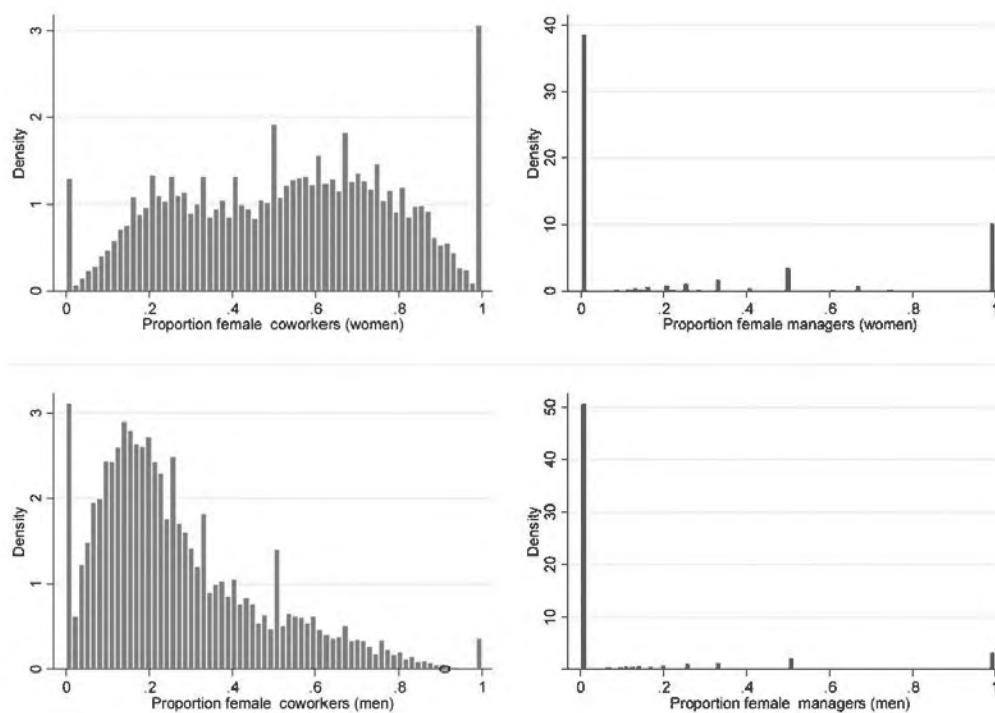 3
2
1
0
Density
0 .2 .4 .6 .8 1
Proportion female coworkers (women)
40
30
20
10
0
Density
0 .2 .4 .6 .8 1
Proportion female managers (women)
3
2
1
0
Density
0 .2 .4 .6 .8 1
Proportion female coworkers (men)
50
40
30
20
10
Density
0 .2 .4 .6 .8 1
Proportion female managers (men)